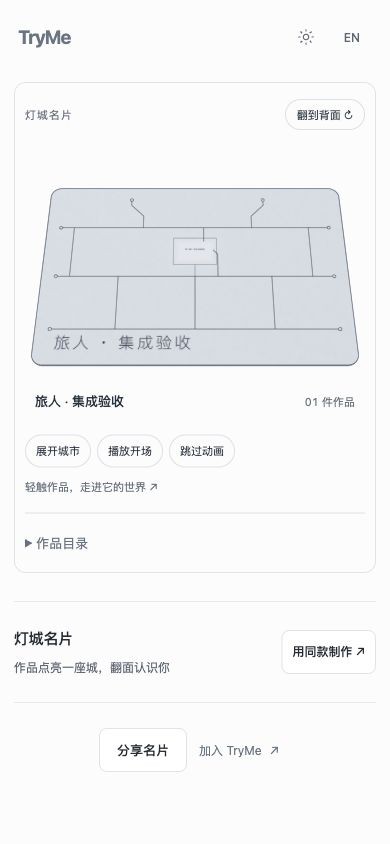 TryMe
EN
灯城名片
翻到背面 ↻
旅人 · 集成验收
旅人 · 集成验收
01 件作品
展开城市
播放开场
跳过动画
轻触作品，走进它的世界 ↗
▶ 作品目录
灯城名片
作品点亮一座城，翻面认识你
用同款制作 ↗
分享名片
加入 TryMe ↗